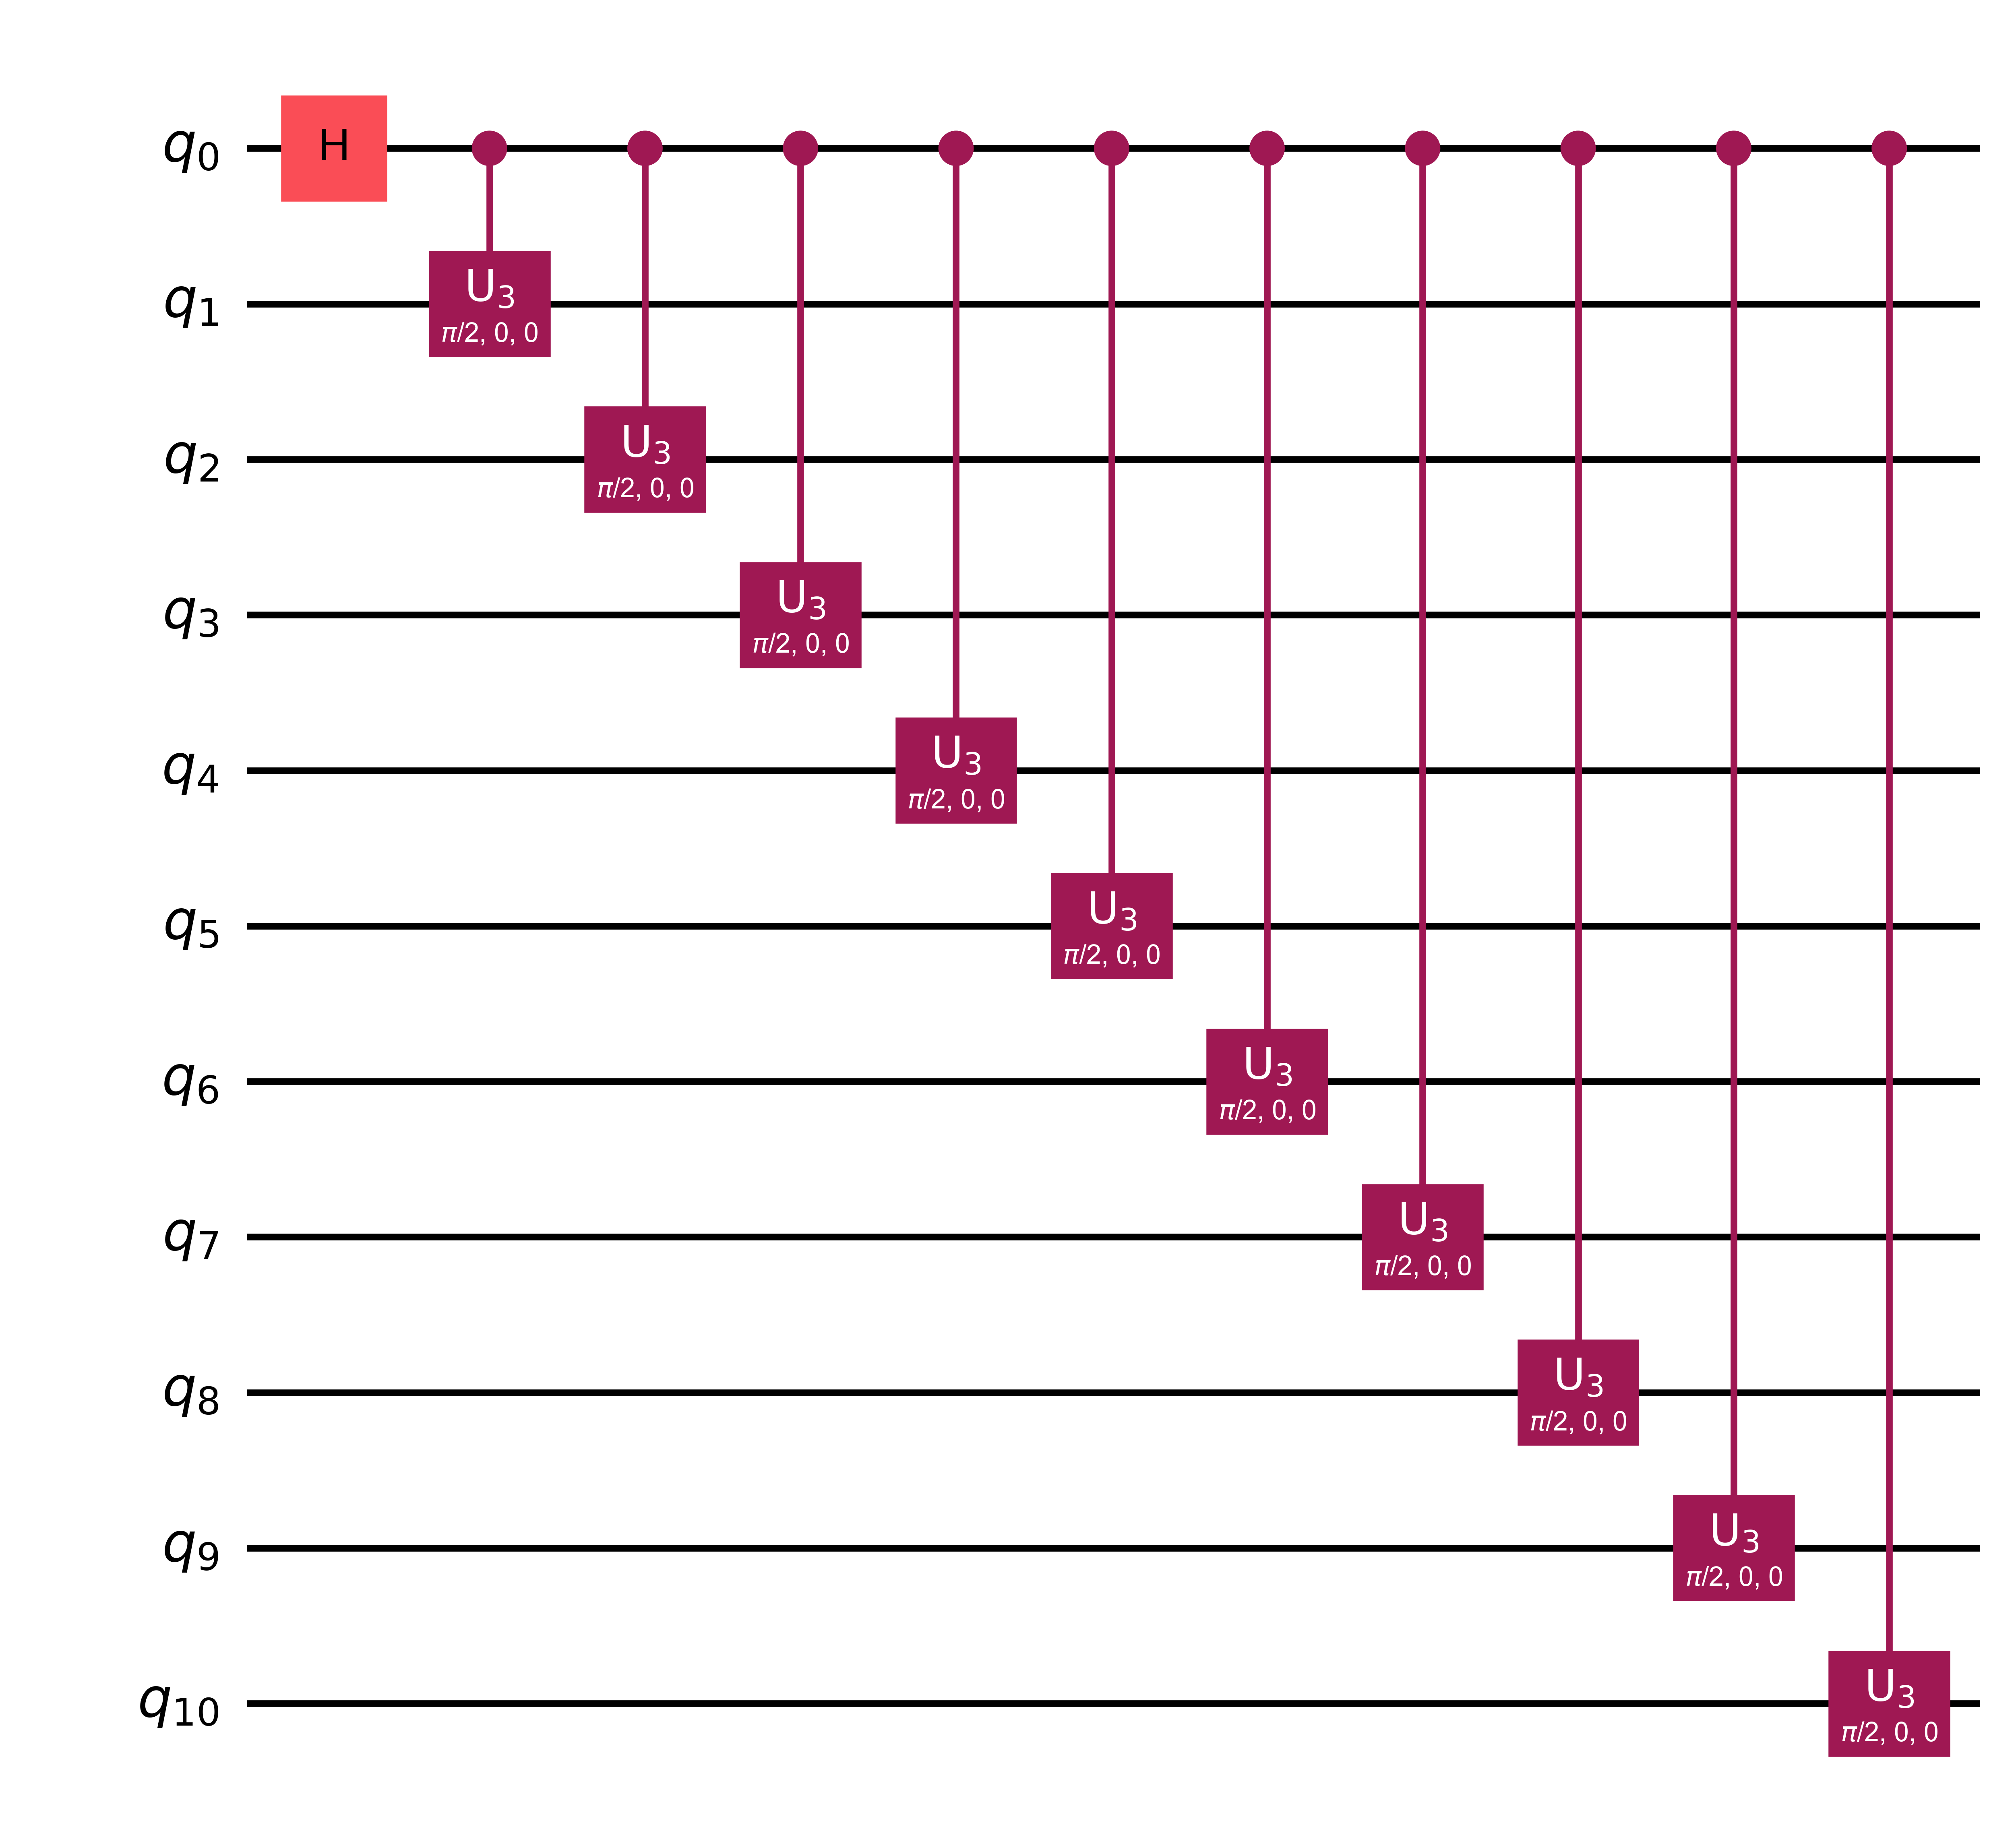 q0 H
q1 U3
π/2, 0, 0
q2 U3
π/2, 0, 0
q3 U3
π/2, 0, 0
q4 U3
π/2, 0, 0
q5 U3
π/2, 0, 0
q6 U3
π/2, 0, 0
q7 U3
π/2, 0, 0
q8 U3
π/2, 0, 0
q9 U3
π/2, 0, 0
q10 U3
π/2, 0, 0